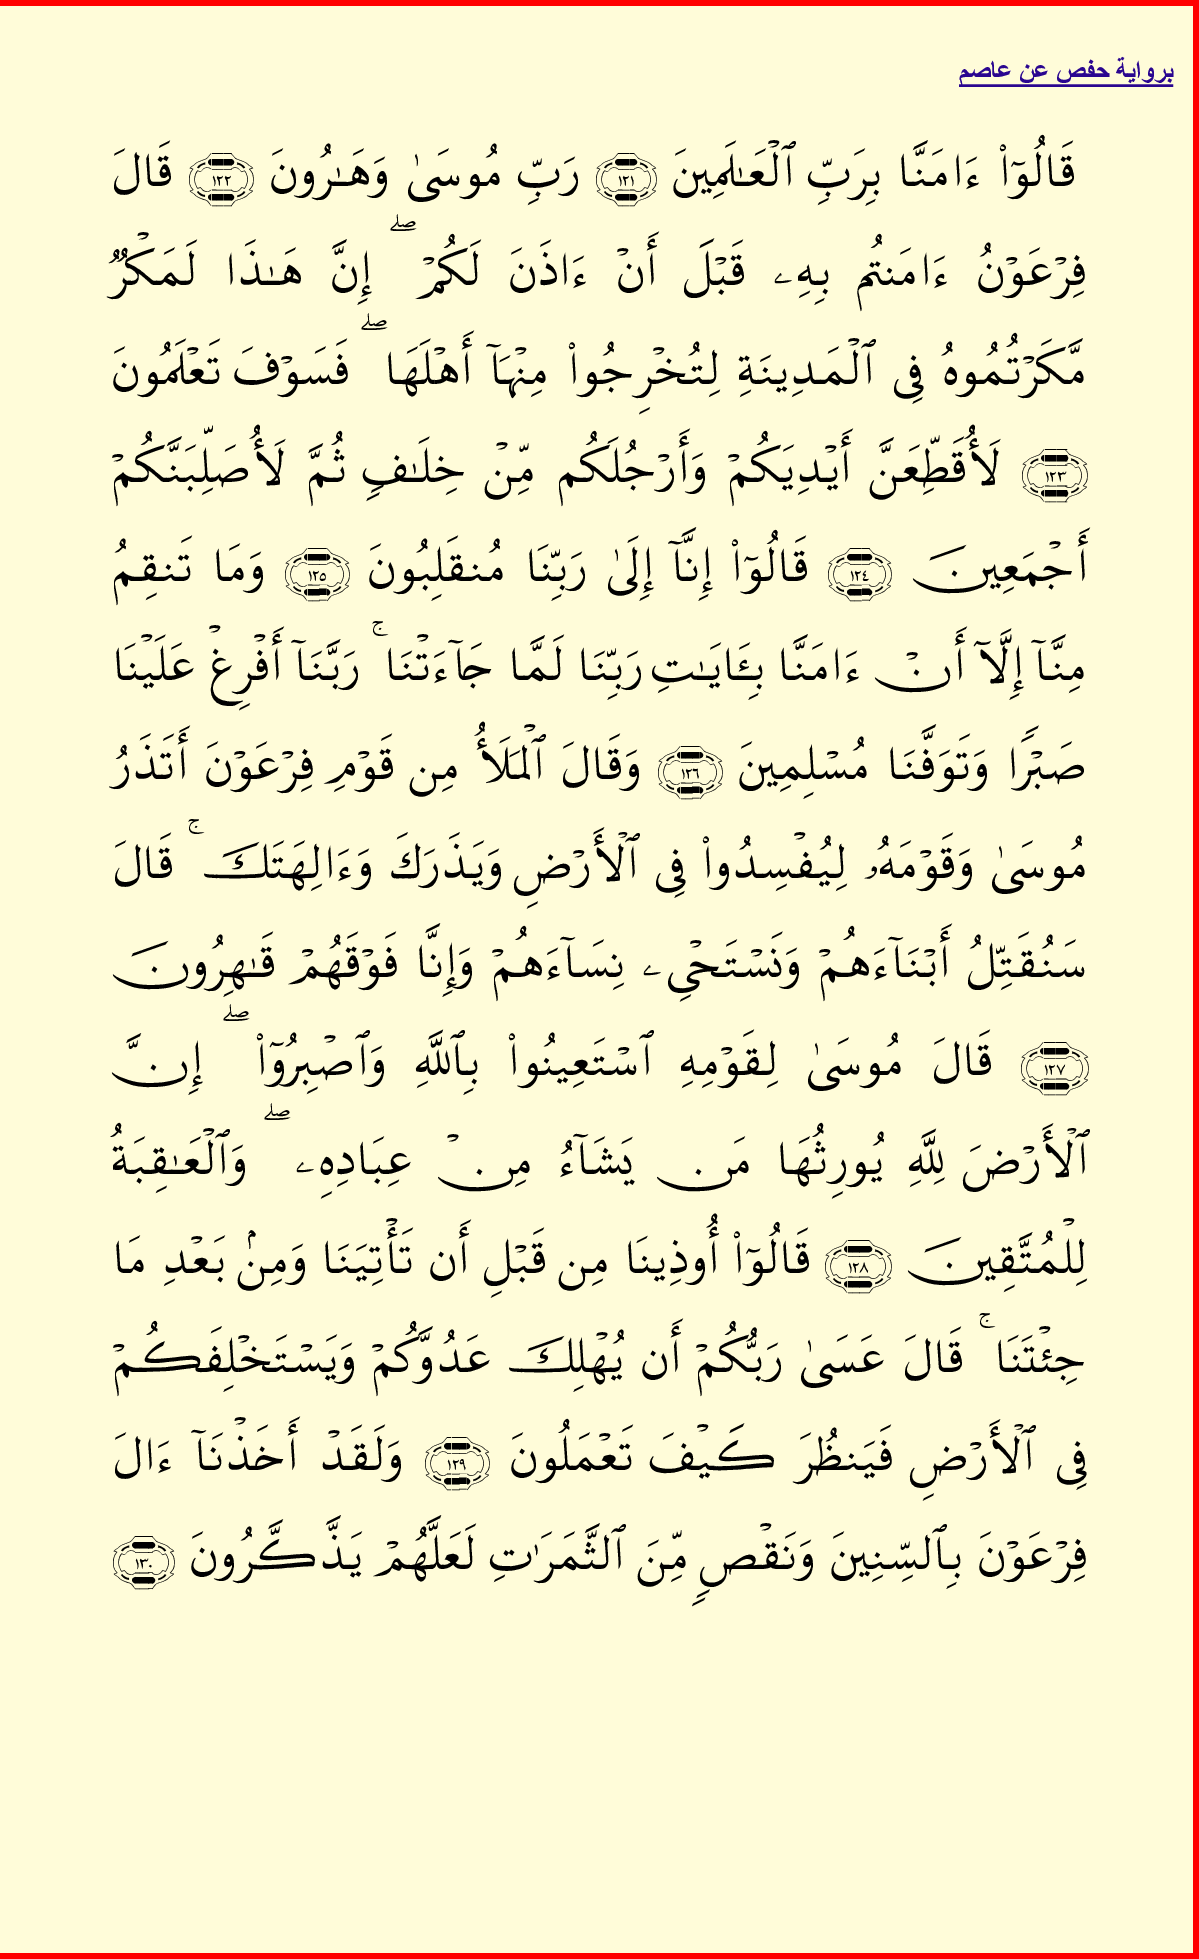 برواية حفص عن عاصم
قَالُوٓا۟ ءَامَنَّا بِرَبِّ ٱلْعَـٰلَمِينَ ١٢١ رَبِّ مُوسَىٰ وَهَـٰرُونَ ١٢٢ قَالَ
فِرْعَوْنُ ءَامَنتُم بِهِۦ قَبْلَ أَنْ ءَاذَنَ لَكُمْ ۖ إِنَّ هَـٰذَا لَمَكْرٌ
مَّكَرْتُمُوهُ فِى ٱلْمَدِينَةِ لِتُخْرِجُوا۟ مِنْهَآ أَهْلَهَا ۖ فَسَوْفَ تَعْلَمُونَ
١٢٣ لَأُقَطِّعَنَّ أَيْدِيَكُمْ وَأَرْجُلَكُم مِّنْ خِلَـٰفٍ ثُمَّ لَأُصَلِّبَنَّكُمْ
أَجْمَعِينَ ١٢٤ قَالُوٓا۟ إِنَّآ إِلَىٰ رَبِّنَا مُنقَلِبُونَ ١٢٥ وَمَا تَنقِمُ
مِنَّآ إِلَّآ أَنْ ءَامَنَّا بِـَٔايَـٰتِ رَبِّنَا لَمَّا جَآءَتْنَا ۚ رَبَّنَآ أَفْرِغْ عَلَيْنَا
صَبْرًا وَتَوَفَّنَا مُسْلِمِينَ ١٢٦ وَقَالَ ٱلْمَلَأُ مِن قَوْمِ فِرْعَوْنَ أَتَذَرُ
مُوسَىٰ وَقَوْمَهُۥ لِيُفْسِدُوا۟ فِى ٱلْأَرْضِ وَيَذَرَكَ وَءَالِهَتَكَ ۚ قَالَ
سَنُقَتِّلُ أَبْنَآءَهُمْ وَنَسْتَحْىِۦ نِسَآءَهُمْ وَإِنَّا فَوْقَهُمْ قَـٰهِرُونَ
١٢٧ قَالَ مُوسَىٰ لِقَوْمِهِ ٱسْتَعِينُوا۟ بِٱللَّهِ وَٱصْبِرُوٓا۟ ۖ إِنَّ
ٱلْأَرْضَ لِلَّهِ يُورِثُهَا مَن يَشَآءُ مِنْ عِبَادِهِۦ ۖ وَٱلْعَـٰقِبَةُ
لِلْمُتَّقِينَ ١٢٨ قَالُوٓا۟ أُوذِينَا مِن قَبْلِ أَن تَأْتِيَنَا وَمِنۢ بَعْدِ مَا
جِئْتَنَا ۚ قَالَ عَسَىٰ رَبُّكُمْ أَن يُهْلِكَ عَدُوَّكُمْ وَيَسْتَخْلِفَكُمْ
فِى ٱلْأَرْضِ فَيَنظُرَ كَيْفَ تَعْمَلُونَ ١٢٩ وَلَقَدْ أَخَذْنَآ ءَالَ
فِرْعَوْنَ بِٱلسِّنِينَ وَنَقْصٍ مِّنَ ٱلثَّمَرَٰتِ لَعَلَّهُمْ يَذَّكَّرُونَ ١٣٠